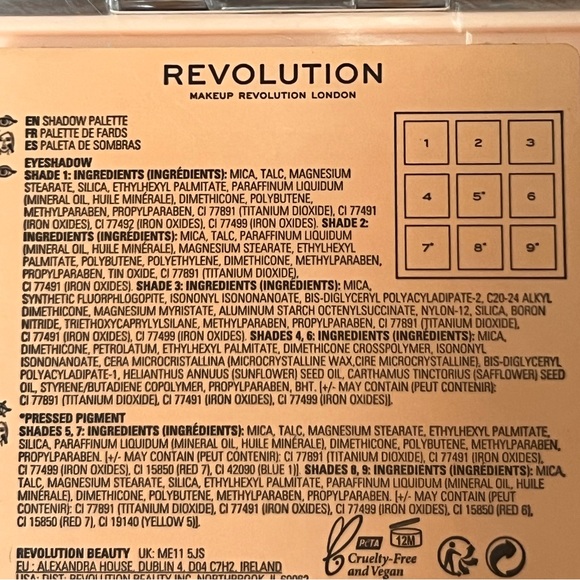 REVOLUTION
MAKEUP REVOLUTION LONDON
EN SHADOW PALETTE
FR PALETTE DE FARDS
ES PALETA DE SOMBRAS
1 2 3
4 5* 6
7* 8* 9*
EYESHADOW
SHADE 1: INGREDIENTS (INGRÉDIENTS): MICA, TALC, MAGNESIUM
STEARATE, SILICA, ETHYLHEXYL PALMITATE, PARAFFINUM LIQUIDUM
(MINERAL OIL, HUILE MINÉRALE), DIMETHICONE, POLYBUTENE,
METHYLPARABEN, PROPYLPARABEN, CI 77891 (TITANIUM DIOXIDE), CI 77491
(IRON OXIDES), CI 77492 (IRON OXIDES), CI 77499 (IRON OXIDES). SHADE 2:
INGREDIENTS (INGRÉDIENTS): MICA, TALC, PARAFFINUM LIQUIDUM
(MINERAL OIL, HUILE MINÉRALE), MAGNESIUM STEARATE, ETHYLHEXYL
PALMITATE, POLYBUTENE, POLYETHYLENE, DIMETHICONE, METHYLPARABEN,
PROPYLPARABEN, TIN OXIDE, CI 77891 (TITANIUM DIOXIDE),
CI 77491 (IRON OXIDES). SHADE 3: INGREDIENTS (INGRÉDIENTS): MICA,
SYNTHETIC FLUORPHLOGOPITE, ISONONYL ISONONANOATE, BIS-DIGLYCERYL POLYACYLADIPATE-2, C20-24 ALKYL
DIMETHICONE, MAGNESIUM MYRISTATE, ALUMINUM STARCH OCTENYLSUCCINATE, NYLON-12, SILICA, BORON
NITRIDE, TRIETHOXYCAPRYLYLSILANE, METHYLPARABEN, PROPYLPARABEN, CI 77891 (TITANIUM DIOXIDE),
CI 77491 (IRON OXIDES), CI 77499 (IRON OXIDES). SHADES 4, 6: INGREDIENTS (INGRÉDIENTS): MICA,
DIMETHICONE, PETROLATUM, ETHYLHEXYL PALMITATE, DIMETHICONE CROSSPOLYMER, ISONONYL
ISONONANOATE, CERA MICROCRISTALLINA (MICROCRYSTALLINE WAX, CIRE MICROCRISTALLINE), BIS-DIGLYCERYL
POLYACYLADIPATE-1, HELIANTHUS ANNUUS (SUNFLOWER) SEED OIL, CARTHAMUS TINCTORIUS (SAFFLOWER) SEED
OIL, STYRENE/BUTADIENE COPOLYMER, PROPYLPARABEN, BHT. [+/- MAY CONTAIN (PEUT CONTENIR):
CI 77891 (TITANIUM DIOXIDE), CI 77491 (IRON OXIDES), CI 77499 (IRON OXIDES)].
*PRESSED PIGMENT
SHADES 5, 7: INGREDIENTS (INGRÉDIENTS): MICA, TALC, MAGNESIUM STEARATE, ETHYLHEXYL PALMITATE,
SILICA, PARAFFINUM LIQUIDUM (MINERAL OIL, HUILE MINÉRALE), DIMETHICONE, POLYBUTENE, METHYLPARABEN,
PROPYLPARABEN. [+/- MAY CONTAIN (PEUT CONTENIR): CI 77891 (TITANIUM DIOXIDE), CI 77491 (IRON OXIDES),
CI 77499 (IRON OXIDES), CI 15850 (RED 7), CI 42090 (BLUE 1)]. SHADES 8, 9: INGREDIENTS (INGRÉDIENTS): MICA,
TALC, MAGNESIUM STEARATE, SILICA, ETHYLHEXYL PALMITATE, PARAFFINUM LIQUIDUM (MINERAL OIL, HUILE
MINÉRALE), DIMETHICONE, POLYBUTENE, METHYLPARABEN, PROPYLPARABEN. [+/- MAY CONTAIN (PEUT
CONTENIR): CI 77891 (TITANIUM DIOXIDE), CI 77491 (IRON OXIDES), CI 77499 (IRON OXIDES), CI 15850 (RED 6),
CI 15850 (RED 7), CI 19140 (YELLOW 5)].
PETA
Cruelty-Free
and Vegan
12M
REVOLUTION BEAUTY UK: ME11 5JS
EU : ALEXANDRA HOUSE, DUBLIN 4, D04 C7H2, IRELAND
USA: DIST: REVOLUTION BEAUTY INC, NORTHBROOK, IL 60062